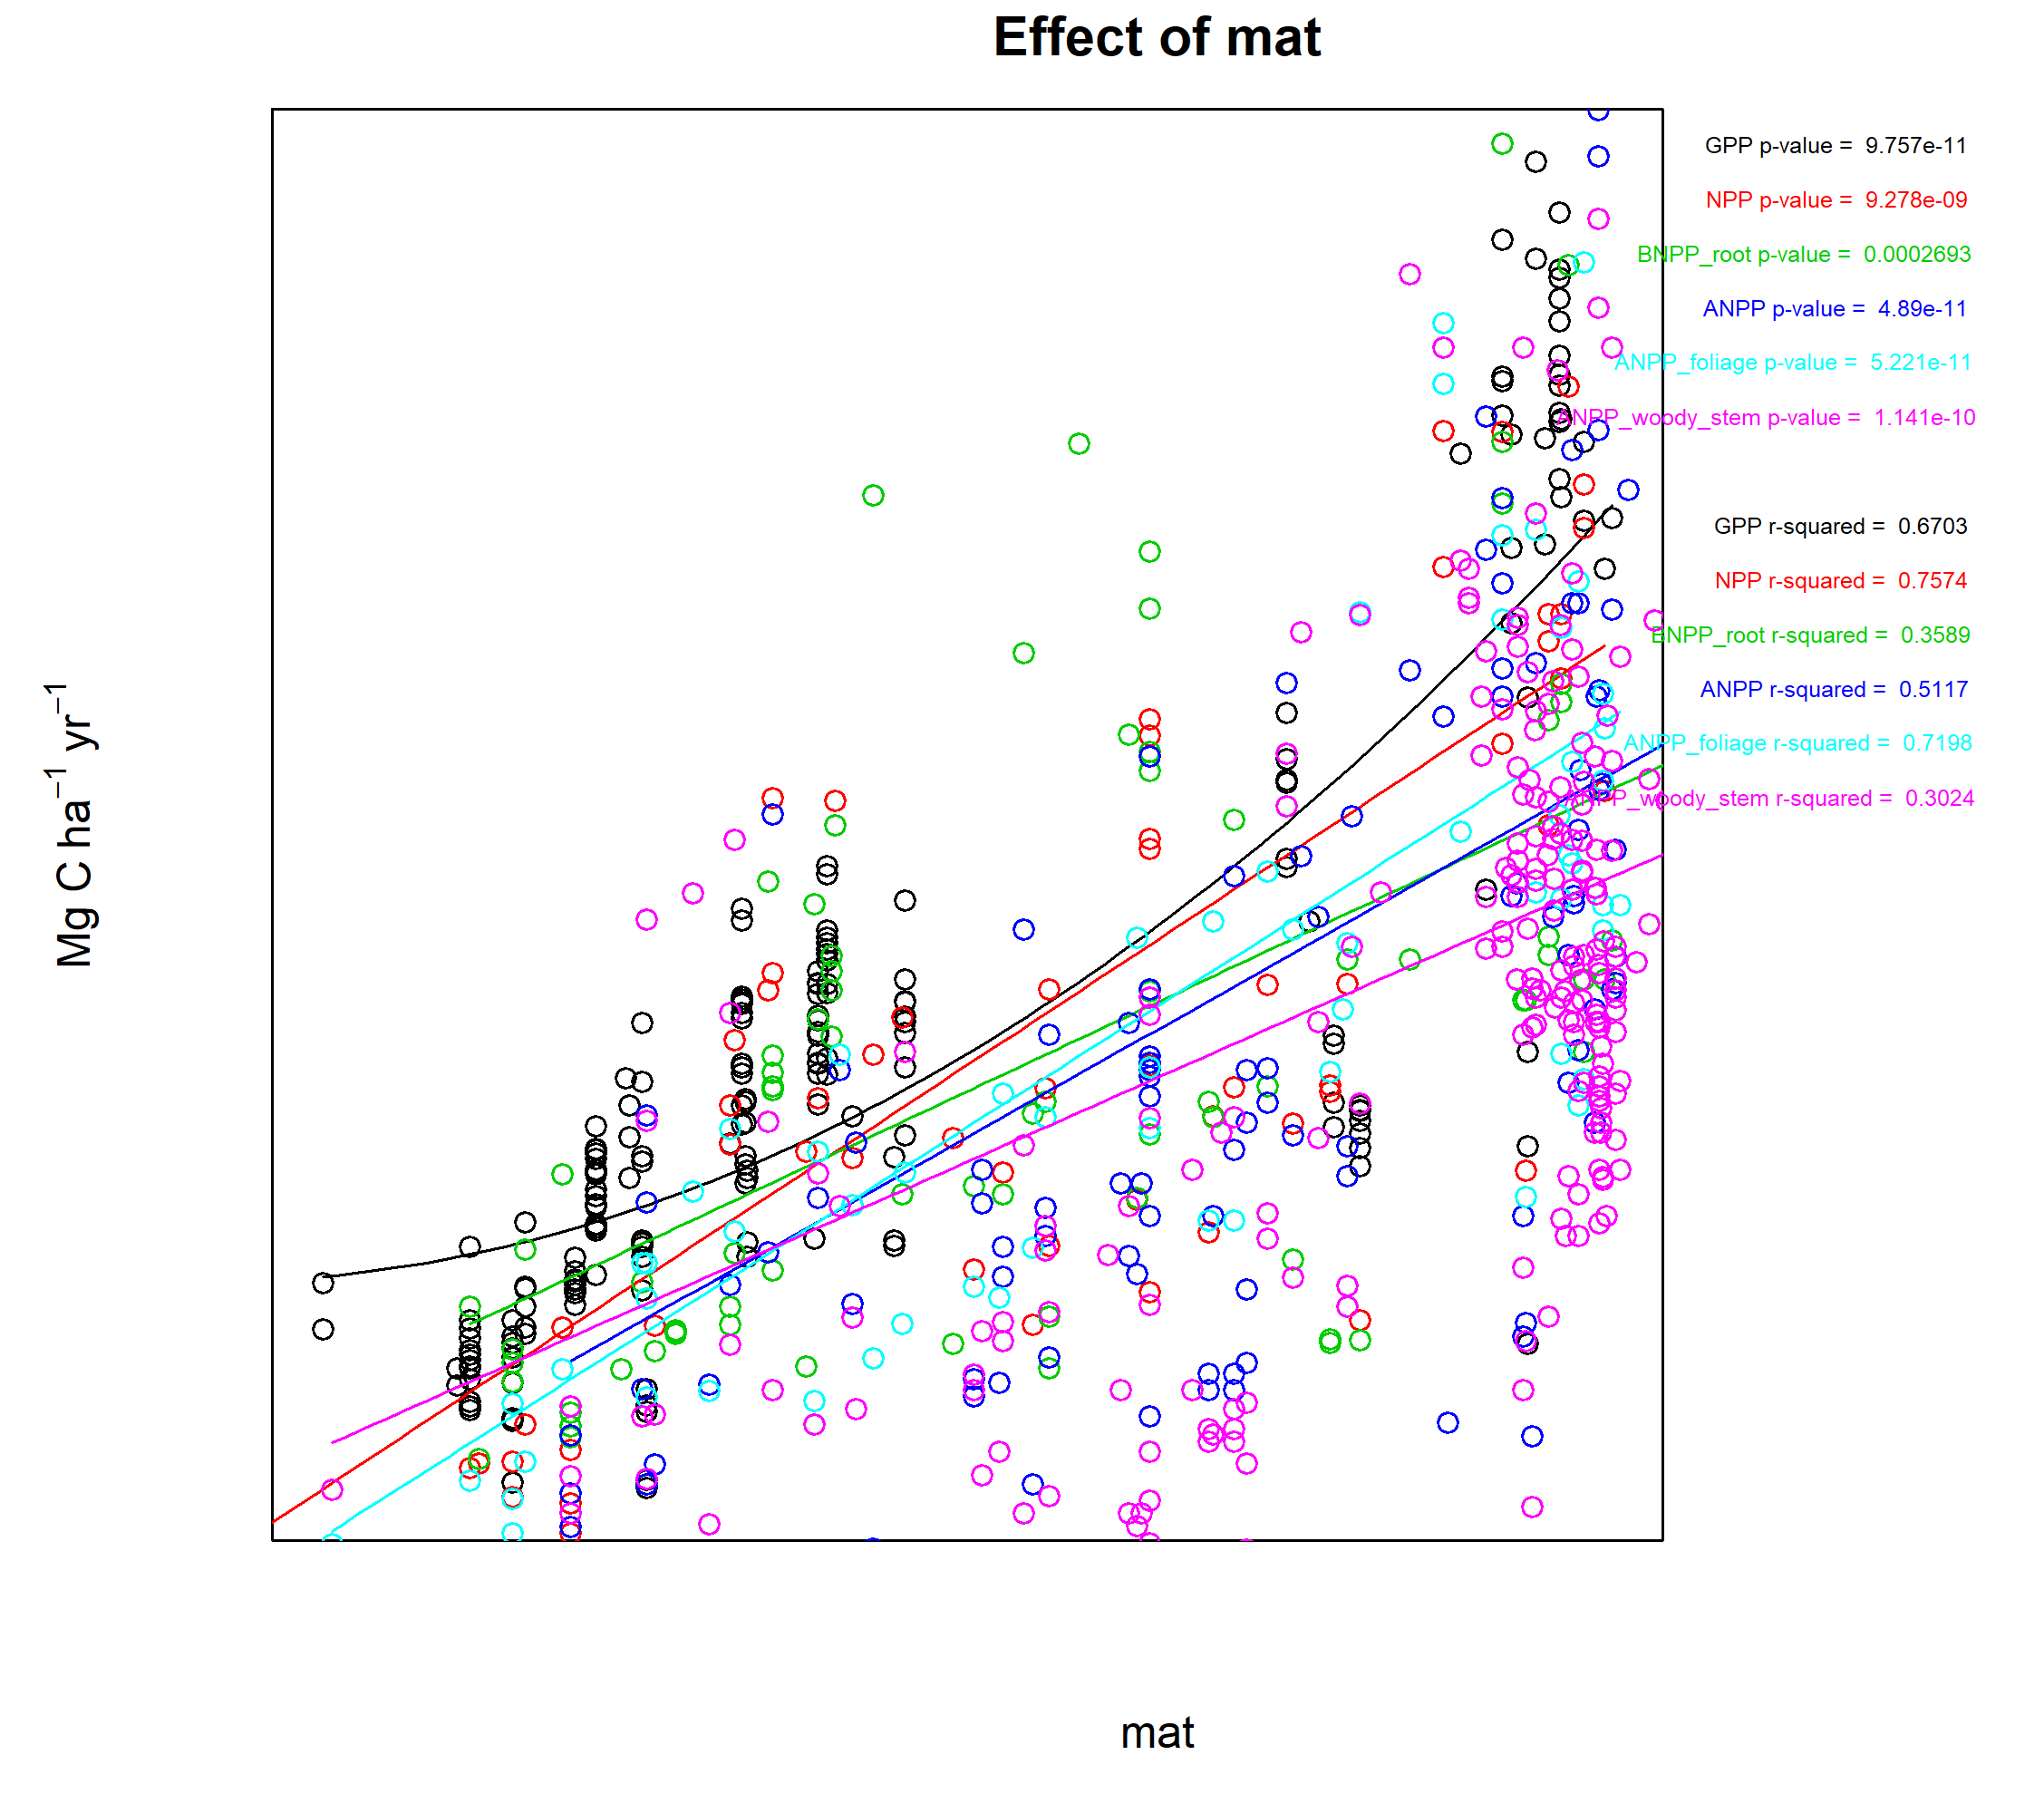 Effect of mat
GPP p-value = 9.757e-11
NPP p-value = 9.278e-09
BNPP_root p-value = 0.0002693
ANPP p-value = 4.89e-11
ANPP_foliage p-value = 5.221e-11
ANPP_woody_stem p-value = 1.141e-10
GPP r-squared = 0.6703
NPP r-squared = 0.7574
BNPP_root r-squared = 0.3589
ANPP r-squared = 0.5117
ANPP_foliage r-squared = 0.7198
ANPP_woody_stem r-squared = 0.3024
Mg C ha⁻¹ yr⁻¹
mat